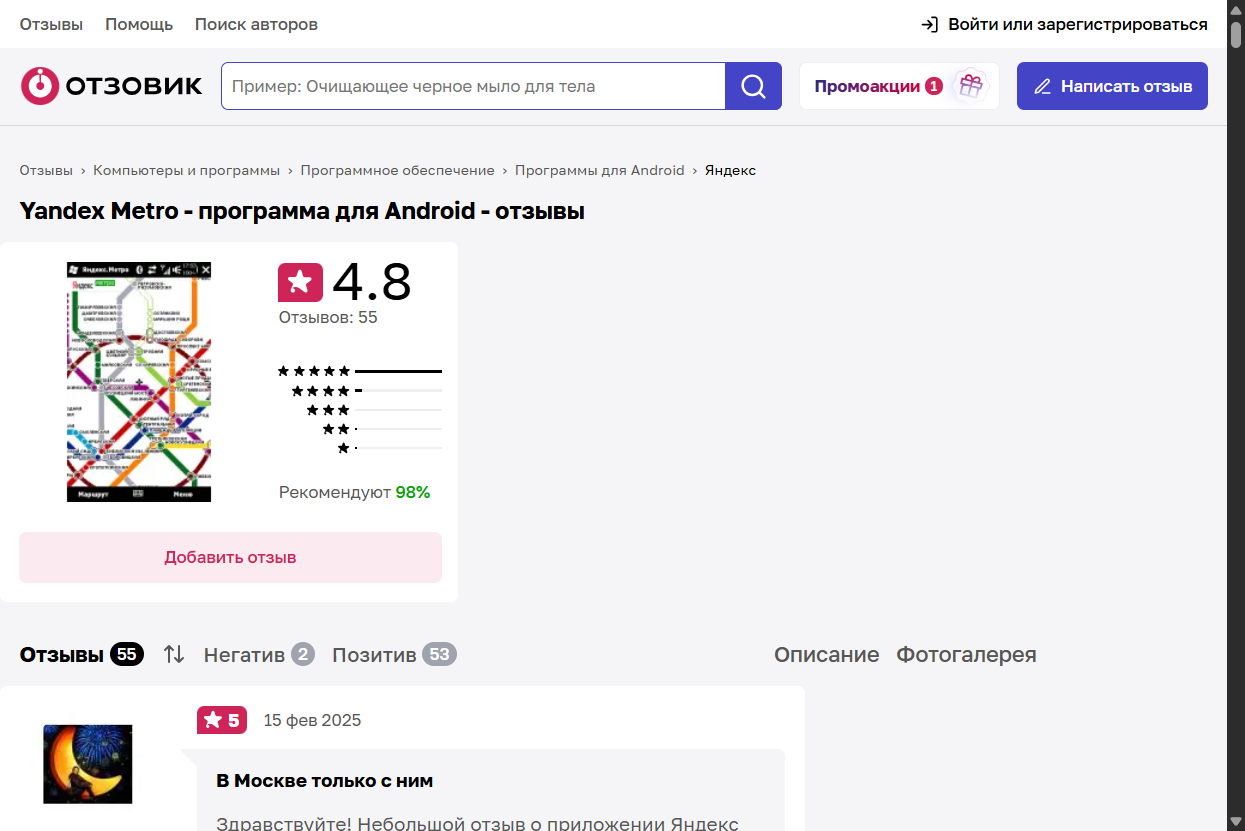 Отзывы Помощь Поиск авторов Войти или зарегистрироваться
ОТЗОВИК Пример: Очищающее черное мыло для тела Промоакции 1 Написать отзыв
Отзывы › Компьютеры и программы › Программное обеспечение › Программы для Android › Яндекс
Yandex Metro - программа для Android - отзывы
Яндекс.Метро
Яндекс метро
Маршрут Меню
4.8
Отзывов: 55
Рекомендуют 98%
Добавить отзыв
Отзывы 55 Негатив 2 Позитив 53 Описание Фотогалерея
5 15 фев 2025
В Москве только с ним
Здравствуйте! Небольшой отзыв о приложении Яндекс